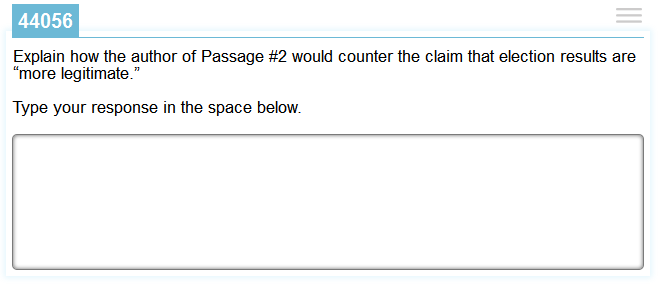 44056
Explain how the author of Passage #2 would counter the claim that election results are
“more legitimate.”
Type your response in the space below.